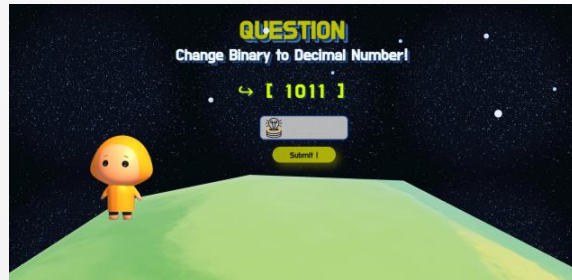 QUESTION
Change Binary to Decimal Number!
↪ [ 1011 ]
Submit !